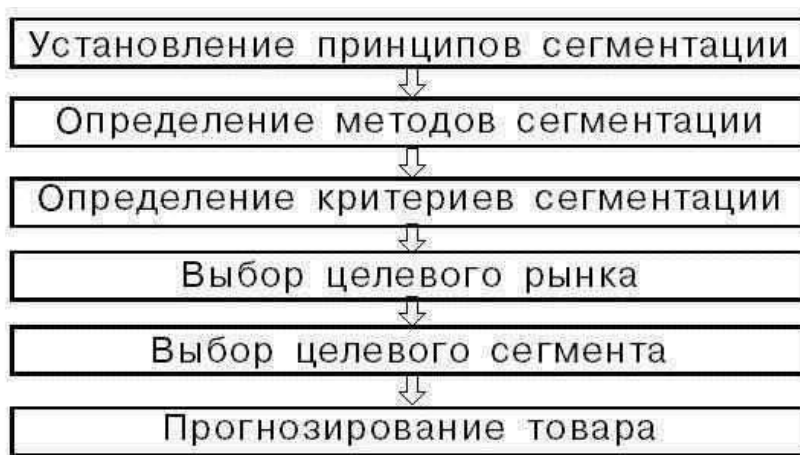 Установление принципов сегментации
Определение методов сегментации
Определение критериев сегментации
Выбор целевого рынка
Выбор целевого сегмента
Прогнозирование товара